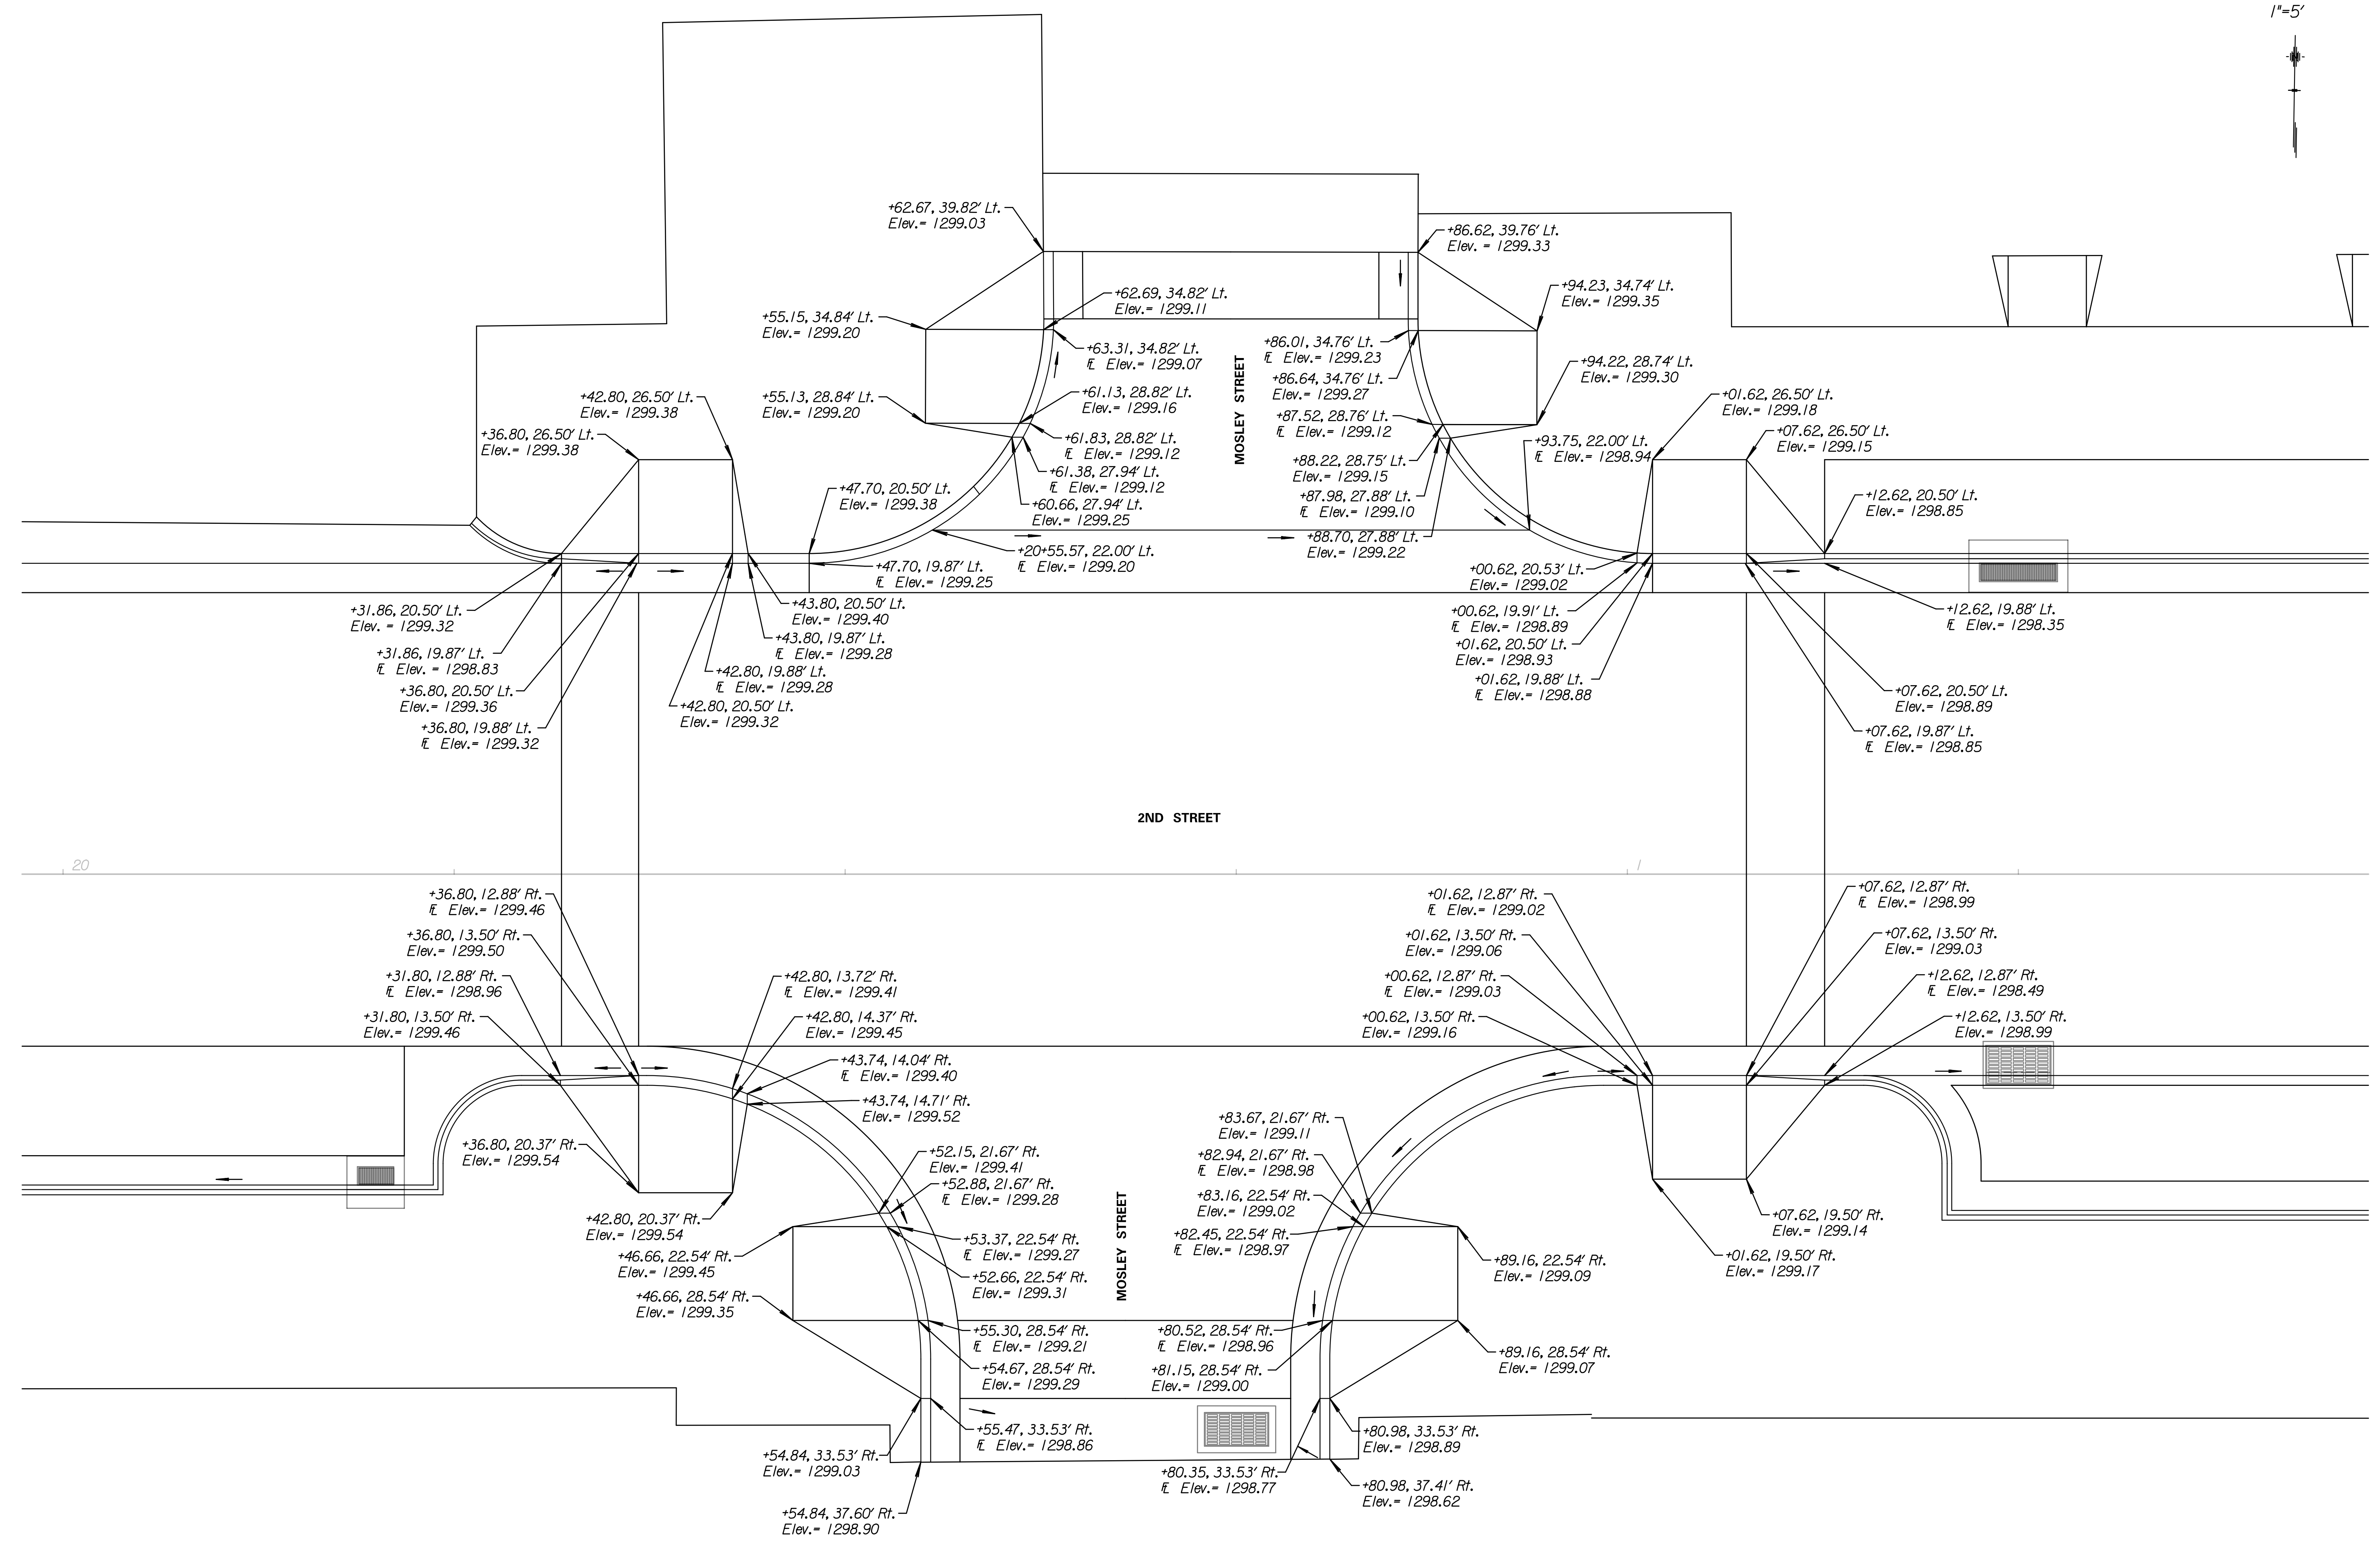 1"=5'
N
+62.67, 39.82' Lt.
Elev.= 1299.03
+86.62, 39.76' Lt.
Elev.= 1299.33
+62.69, 34.82' Lt.
Elev.= 1299.11
+94.23, 34.74' Lt.
Elev.= 1299.35
+55.15, 34.84' Lt.
Elev.= 1299.20
+63.31, 34.82' Lt.
FL Elev.= 1299.07
+86.01, 34.76' Lt.
FL Elev.= 1299.23
+94.22, 28.74' Lt.
Elev.= 1299.30
+86.64, 34.76' Lt.
Elev.= 1299.27
MOSLEY STREET
+42.80, 26.50' Lt.
Elev.= 1299.38
+55.13, 28.84' Lt.
Elev.= 1299.20
+61.13, 28.82' Lt.
Elev.= 1299.16
+87.52, 28.76' Lt.
FL Elev.= 1299.12
+01.62, 26.50' Lt.
Elev.= 1299.18
+36.80, 26.50' Lt.
Elev.= 1299.38
+61.83, 28.82' Lt.
FL Elev.= 1299.12
+93.75, 22.00' Lt.
FL Elev.= 1298.94
+07.62, 26.50' Lt.
Elev.= 1299.15
+61.38, 27.94' Lt.
FL Elev.= 1299.12
+88.22, 28.75' Lt.
Elev.= 1299.15
+47.70, 20.50' Lt.
Elev.= 1299.38
+60.66, 27.94' Lt.
Elev.= 1299.25
+87.98, 27.88' Lt.
FL Elev.= 1299.10
+12.62, 20.50' Lt.
Elev.= 1298.85
+88.70, 27.88' Lt.
Elev.= 1299.22
+20+55.57, 22.00' Lt.
FL Elev.= 1299.20
+47.70, 19.87' Lt.
FL Elev.= 1299.25
+00.62, 20.53' Lt.
Elev.= 1299.02
+31.86, 20.50' Lt.
Elev. = 1299.32
+43.80, 20.50' Lt.
Elev.= 1299.40
+00.62, 19.91' Lt.
FL Elev.= 1298.89
+12.62, 19.88' Lt.
FL Elev.= 1298.35
+31.86, 19.87' Lt.
FL Elev. = 1298.83
+43.80, 19.87' Lt.
FL Elev.= 1299.28
+01.62, 20.50' Lt.
Elev.= 1298.93
+42.80, 19.88' Lt.
FL Elev.= 1299.28
+01.62, 19.88' Lt.
FL Elev.= 1298.88
+36.80, 20.50' Lt.
Elev.= 1299.36
+42.80, 20.50' Lt.
Elev.= 1299.32
+07.62, 20.50' Lt.
Elev.= 1298.89
+36.80, 19.88' Lt.
FL Elev.= 1299.32
+07.62, 19.87' Lt.
FL Elev.= 1298.85
2ND STREET
20
1
+36.80, 12.88' Rt.
FL Elev.= 1299.46
+01.62, 12.87' Rt.
FL Elev.= 1299.02
+07.62, 12.87' Rt.
FL Elev.= 1298.99
+36.80, 13.50' Rt.
Elev.= 1299.50
+01.62, 13.50' Rt.
Elev.= 1299.06
+07.62, 13.50' Rt.
Elev.= 1299.03
+31.80, 12.88' Rt.
FL Elev.= 1298.96
+42.80, 13.72' Rt.
FL Elev.= 1299.41
+00.62, 12.87' Rt.
FL Elev.= 1299.03
+12.62, 12.87' Rt.
FL Elev.= 1298.49
+31.80, 13.50' Rt.
Elev.= 1299.46
+42.80, 14.37' Rt.
Elev.= 1299.45
+00.62, 13.50' Rt.
Elev.= 1299.16
+12.62, 13.50' Rt.
Elev.= 1298.99
+43.74, 14.04' Rt.
FL Elev.= 1299.40
+43.74, 14.71' Rt.
Elev.= 1299.52
+83.67, 21.67' Rt.
Elev.= 1299.11
+36.80, 20.37' Rt.
Elev.= 1299.54
+52.15, 21.67' Rt.
Elev.= 1299.41
+82.94, 21.67' Rt.
FL Elev.= 1298.98
+52.88, 21.67' Rt.
FL Elev.= 1299.28
+83.16, 22.54' Rt.
Elev.= 1299.02
MOSLEY STREET
+42.80, 20.37' Rt.
Elev.= 1299.54
+07.62, 19.50' Rt.
Elev.= 1299.14
+53.37, 22.54' Rt.
FL Elev.= 1299.27
+82.45, 22.54' Rt.
FL Elev.= 1298.97
+46.66, 22.54' Rt.
Elev.= 1299.45
+89.16, 22.54' Rt.
Elev.= 1299.09
+01.62, 19.50' Rt.
Elev.= 1299.17
+52.66, 22.54' Rt.
Elev.= 1299.31
+46.66, 28.54' Rt.
Elev.= 1299.35
+55.30, 28.54' Rt.
FL Elev.= 1299.21
+80.52, 28.54' Rt.
FL Elev.= 1298.96
+89.16, 28.54' Rt.
Elev.= 1299.07
+54.67, 28.54' Rt.
Elev.= 1299.29
+81.15, 28.54' Rt.
Elev.= 1299.00
+55.47, 33.53' Rt.
FL Elev.= 1298.86
+80.98, 33.53' Rt.
Elev.= 1298.89
+54.84, 33.53' Rt.
Elev.= 1299.03
+80.35, 33.53' Rt.
FL Elev.= 1298.77
+80.98, 37.41' Rt.
Elev.= 1298.62
+54.84, 37.60' Rt.
Elev.= 1298.90